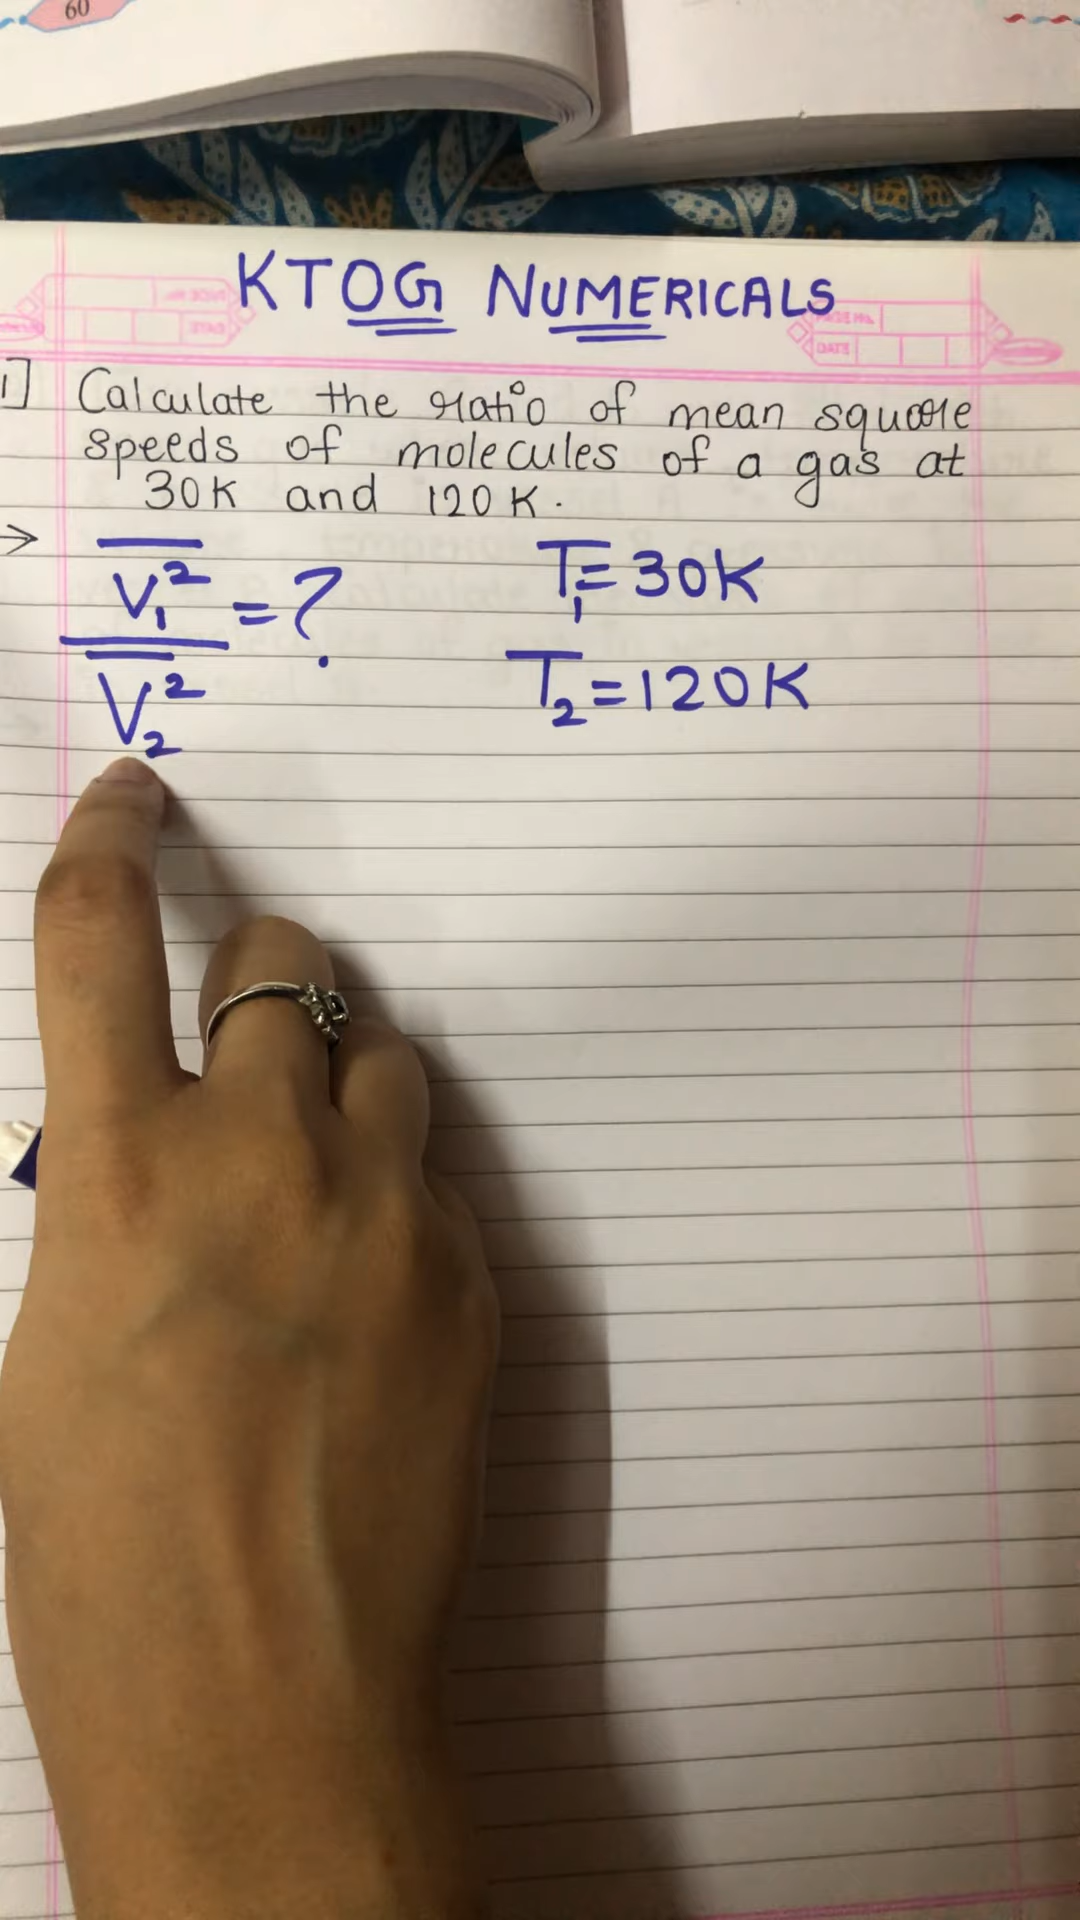 60
KTOG NUMERICALS
1] Calculate the ratio of mean square
speeds of molecules of a gas at
30K and 120 K.
→ V₁² / V₂² = ?
T₁ = 30K
T₂ = 120K